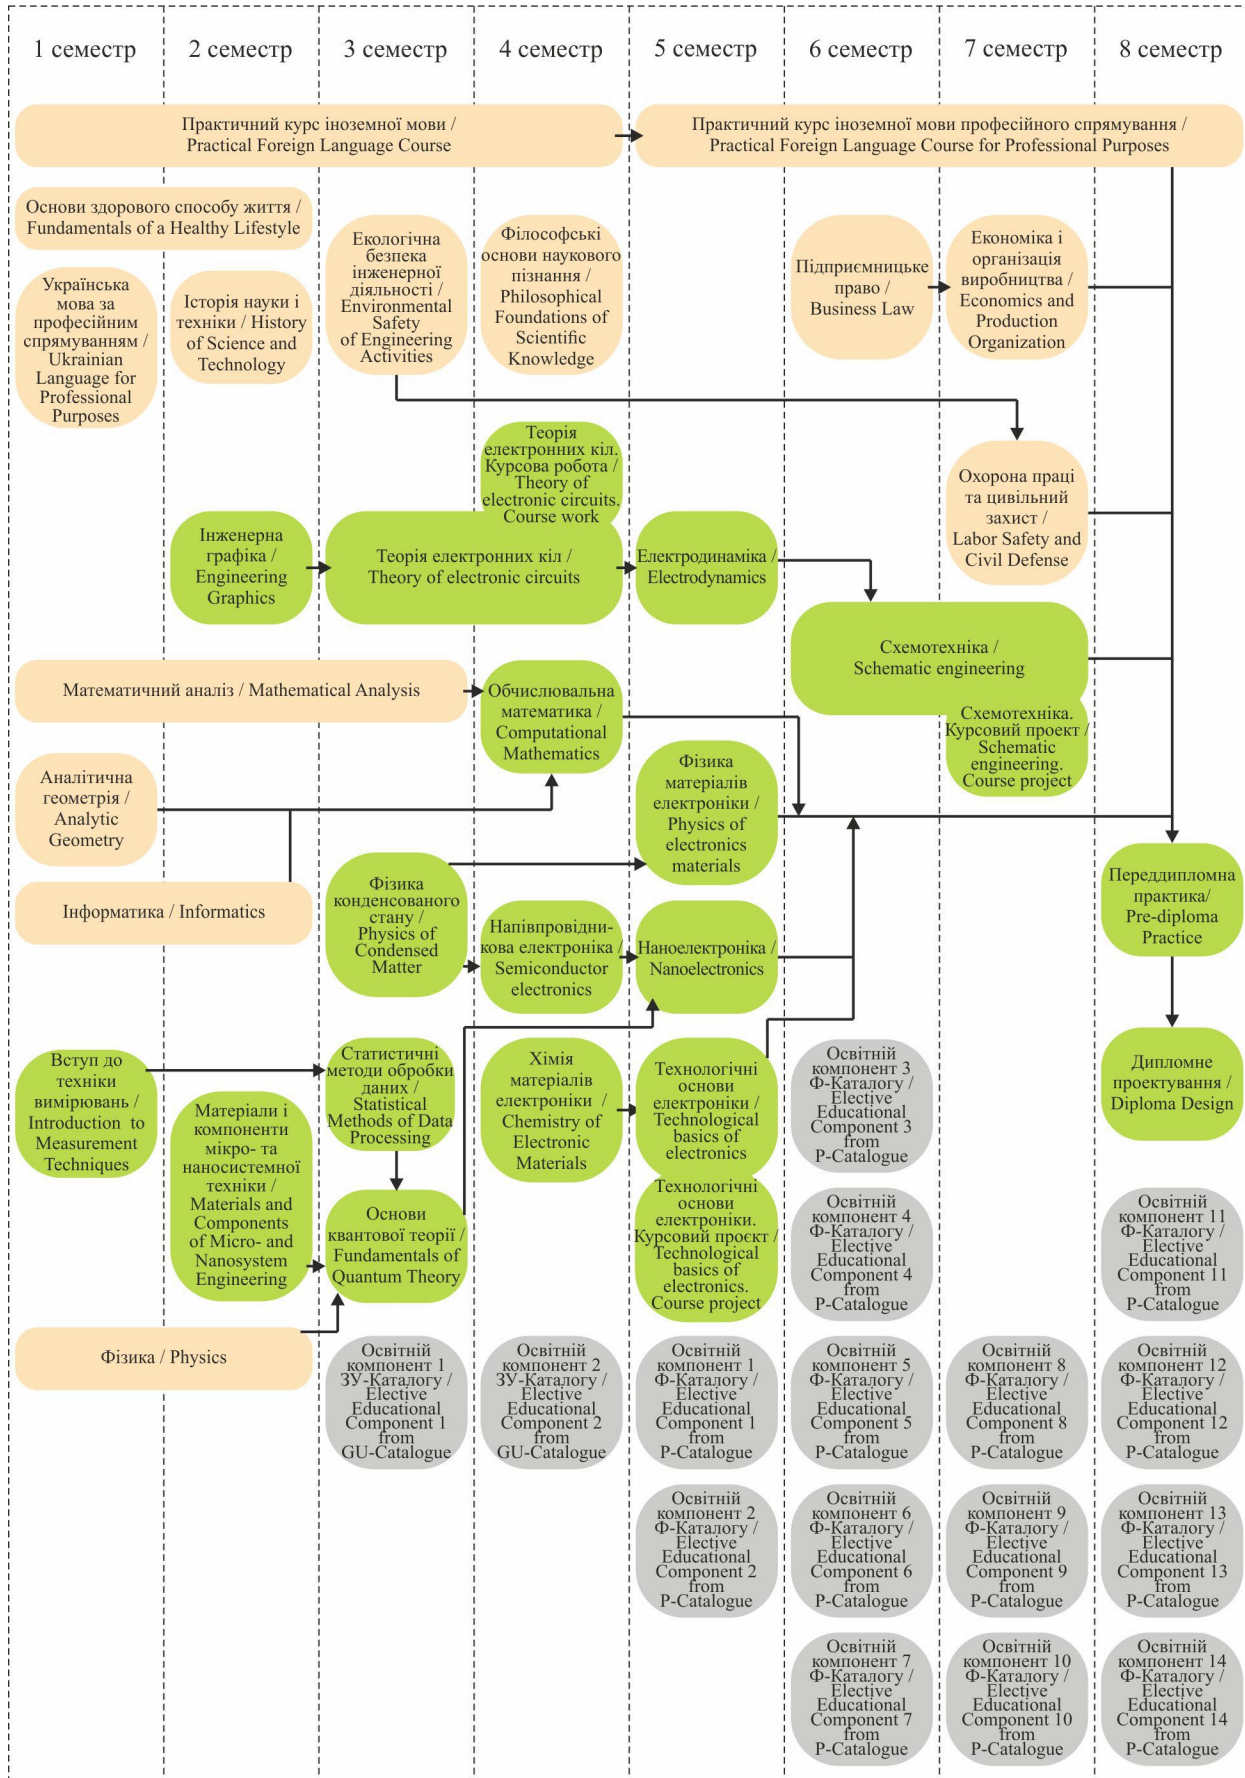 1 семестр
2 семестр
3 семестр
4 семестр
5 семестр
6 семестр
7 семестр
8 семестр
Практичний курс іноземної мови /
Practical Foreign Language Course
Практичний курс іноземної мови професійного спрямування /
Practical Foreign Language Course for Professional Purposes
Основи здорового способу життя /
Fundamentals of a Healthy Lifestyle
Українська
мова за
професійним
спрямуванням /
Ukrainian
Language for
Professional
Purposes
Історія науки і
техніки / History
of Science and
Technology
Екологічна
безпека
інженерної
діяльності /
Environmental
Safety
of Engineering
Activities
Філософські
основи наукового
пізнання /
Philosophical
Foundations of
Scientific
Knowledge
Підприємницьке
право /
Business Law
Економіка і
організація
виробництва /
Economics and
Production
Organization
Теорія
електронних кіл.
Курсова робота /
Theory of
electronic circuits.
Course work
Охорона праці
та цивільний
захист /
Labor Safety and
Civil Defense
Інженерна
графіка /
Engineering
Graphics
Теорія електронних кіл /
Theory of electronic circuits
Електродинаміка /
Electrodynamics
Схемотехніка /
Schematic engineering
Схемотехніка.
Курсовий проект /
Schematic
engineering.
Course project
Математичний аналіз / Mathematical Analysis
Обчислювальна
математика /
Computational
Mathematics
Аналітична
геометрія /
Analytic
Geometry
Фізика
матеріалів
електроніки /
Physics of
electronics
materials
Інформатика / Informatics
Фізика
конденсованого
стану /
Physics of
Condensed
Matter
Напівпровідни-
кова електроніка /
Semiconductor
electronics
Наноелектроніка /
Nanoelectronics
Переддипломна
практика/
Pre-diploma
Practice
Вступ до
техніки
вимірювань /
Introduction to
Measurement
Techniques
Матеріали і
компоненти
мікро- та
наносистемної
техніки /
Materials and
Components
of Micro- and
Nanosystem
Engineering
Статистичні
методи обробки
даних /
Statistical
Methods of Data
Processing
Хімія
матеріалів
електроніки /
Chemistry of
Electronic
Materials
Технологічні
основи
електроніки /
Technological
basics of
electronics
Освітній
компонент 3
Ф-Каталогу /
Elective
Educational
Component 3
from
P-Catalogue
Дипломне
проектування /
Diploma Design
Основи
квантової теорії /
Fundamentals of
Quantum Theory
Технологічні
основи
електроніки.
Курсовий проєкт /
Technological
basics of
electronics.
Course project
Освітній
компонент 4
Ф-Каталогу /
Elective
Educational
Component 4
from
P-Catalogue
Освітній
компонент 11
Ф-Каталогу /
Elective
Educational
Component 11
from
P-Catalogue
Фізика / Physics
Освітній
компонент 1
ЗУ-Каталогу /
Elective
Educational
Component 1
from
GU-Catalogue
Освітній
компонент 2
ЗУ-Каталогу /
Elective
Educational
Component 2
from
GU-Catalogue
Освітній
компонент 1
Ф-Каталогу /
Elective
Educational
Component 1
from
P-Catalogue
Освітній
компонент 5
Ф-Каталогу /
Elective
Educational
Component 5
from
P-Catalogue
Освітній
компонент 8
Ф-Каталогу /
Elective
Educational
Component 8
from
P-Catalogue
Освітній
компонент 12
Ф-Каталогу /
Elective
Educational
Component 12
from
P-Catalogue
Освітній
компонент 2
Ф-Каталогу /
Elective
Educational
Component 2
from
P-Catalogue
Освітній
компонент 6
Ф-Каталогу /
Elective
Educational
Component 6
from
P-Catalogue
Освітній
компонент 9
Ф-Каталогу /
Elective
Educational
Component 9
from
P-Catalogue
Освітній
компонент 13
Ф-Каталогу /
Elective
Educational
Component 13
from
P-Catalogue
Освітній
компонент 7
Ф-Каталогу /
Elective
Educational
Component 7
from
P-Catalogue
Освітній
компонент 10
Ф-Каталогу /
Elective
Educational
Component 10
from
P-Catalogue
Освітній
компонент 14
Ф-Каталогу /
Elective
Educational
Component 14
from
P-Catalogue